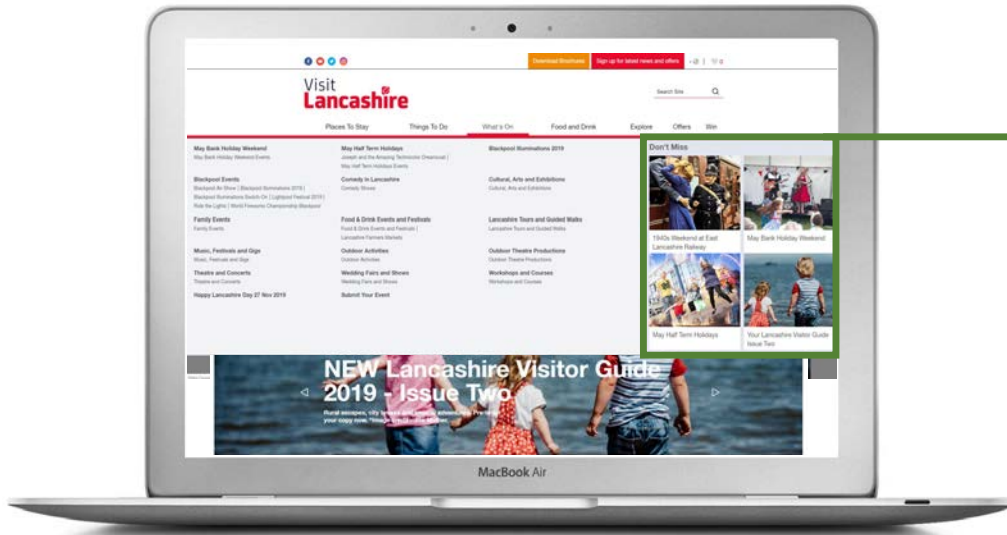 Download Brochures
Sign up for latest news and offers
0
Visit
Lancashire
Search Site
Places To Stay
Things To Do
What's On
Food and Drink
Explore
Offers
Win
May Bank Holiday Weekend
May Bank Holiday Weekend Events
May Half Term Holidays
Joseph and the Amazing Technicolor Dreamcoat |
May Half Term Holidays Events
Blackpool Illuminations 2019
Blackpool Events
Blackpool Air Show | Blackpool Illuminations 2019 |
Blackpool Illuminations Switch-On | Lightpool Festival 2019 |
Ride the Lights | World Fireworks Championship Blackpool
Comedy in Lancashire
Comedy Shows
Cultural, Arts and Exhibitions
Cultural, Arts and Exhibitions
Family Events
Family Events
Food & Drink Events and Festivals
Food & Drink Events and Festivals |
Lancashire Farmers Markets
Lancashire Tours and Guided Walks
Lancashire Tours and Guided Walks
Music, Festivals and Gigs
Music, Festivals and Gigs
Outdoor Activities
Outdoor Activities
Outdoor Theatre Productions
Outdoor Theatre Productions
Theatre and Concerts
Theatre and Concerts
Wedding Fairs and Shows
Wedding Fairs and Shows
Workshops and Courses
Workshops and Courses
Happy Lancashire Day 27 Nov 2019
Submit Your Event
Don't Miss
1940s Weekend at East
Lancashire Railway
May Bank Holiday Weekend
May Half Term Holidays
Your Lancashire Visitor Guide
Issue Two
NEW Lancashire Visitor Guide
2019 - Issue Two
Rural escapes, city
your copy now.
MacBook Air